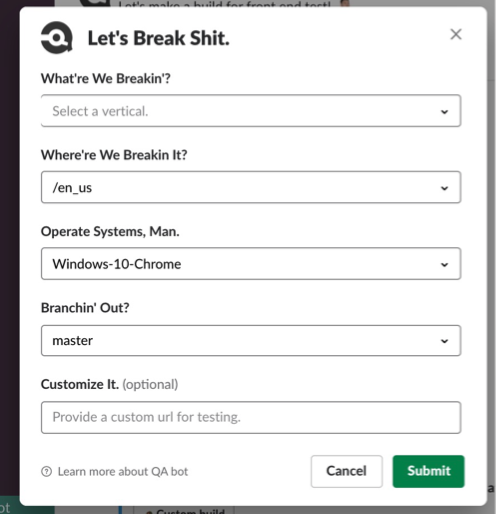 Let's make a build for front end test!
Let's Break Shit.
What're We Breakin'?
Select a vertical.
Where're We Breakin It?
/en_us
Operate Systems, Man.
Windows-10-Chrome
Branchin' Out?
master
Customize It. (optional)
Provide a custom url for testing.
Learn more about QA bot
Cancel
Submit
Custom build